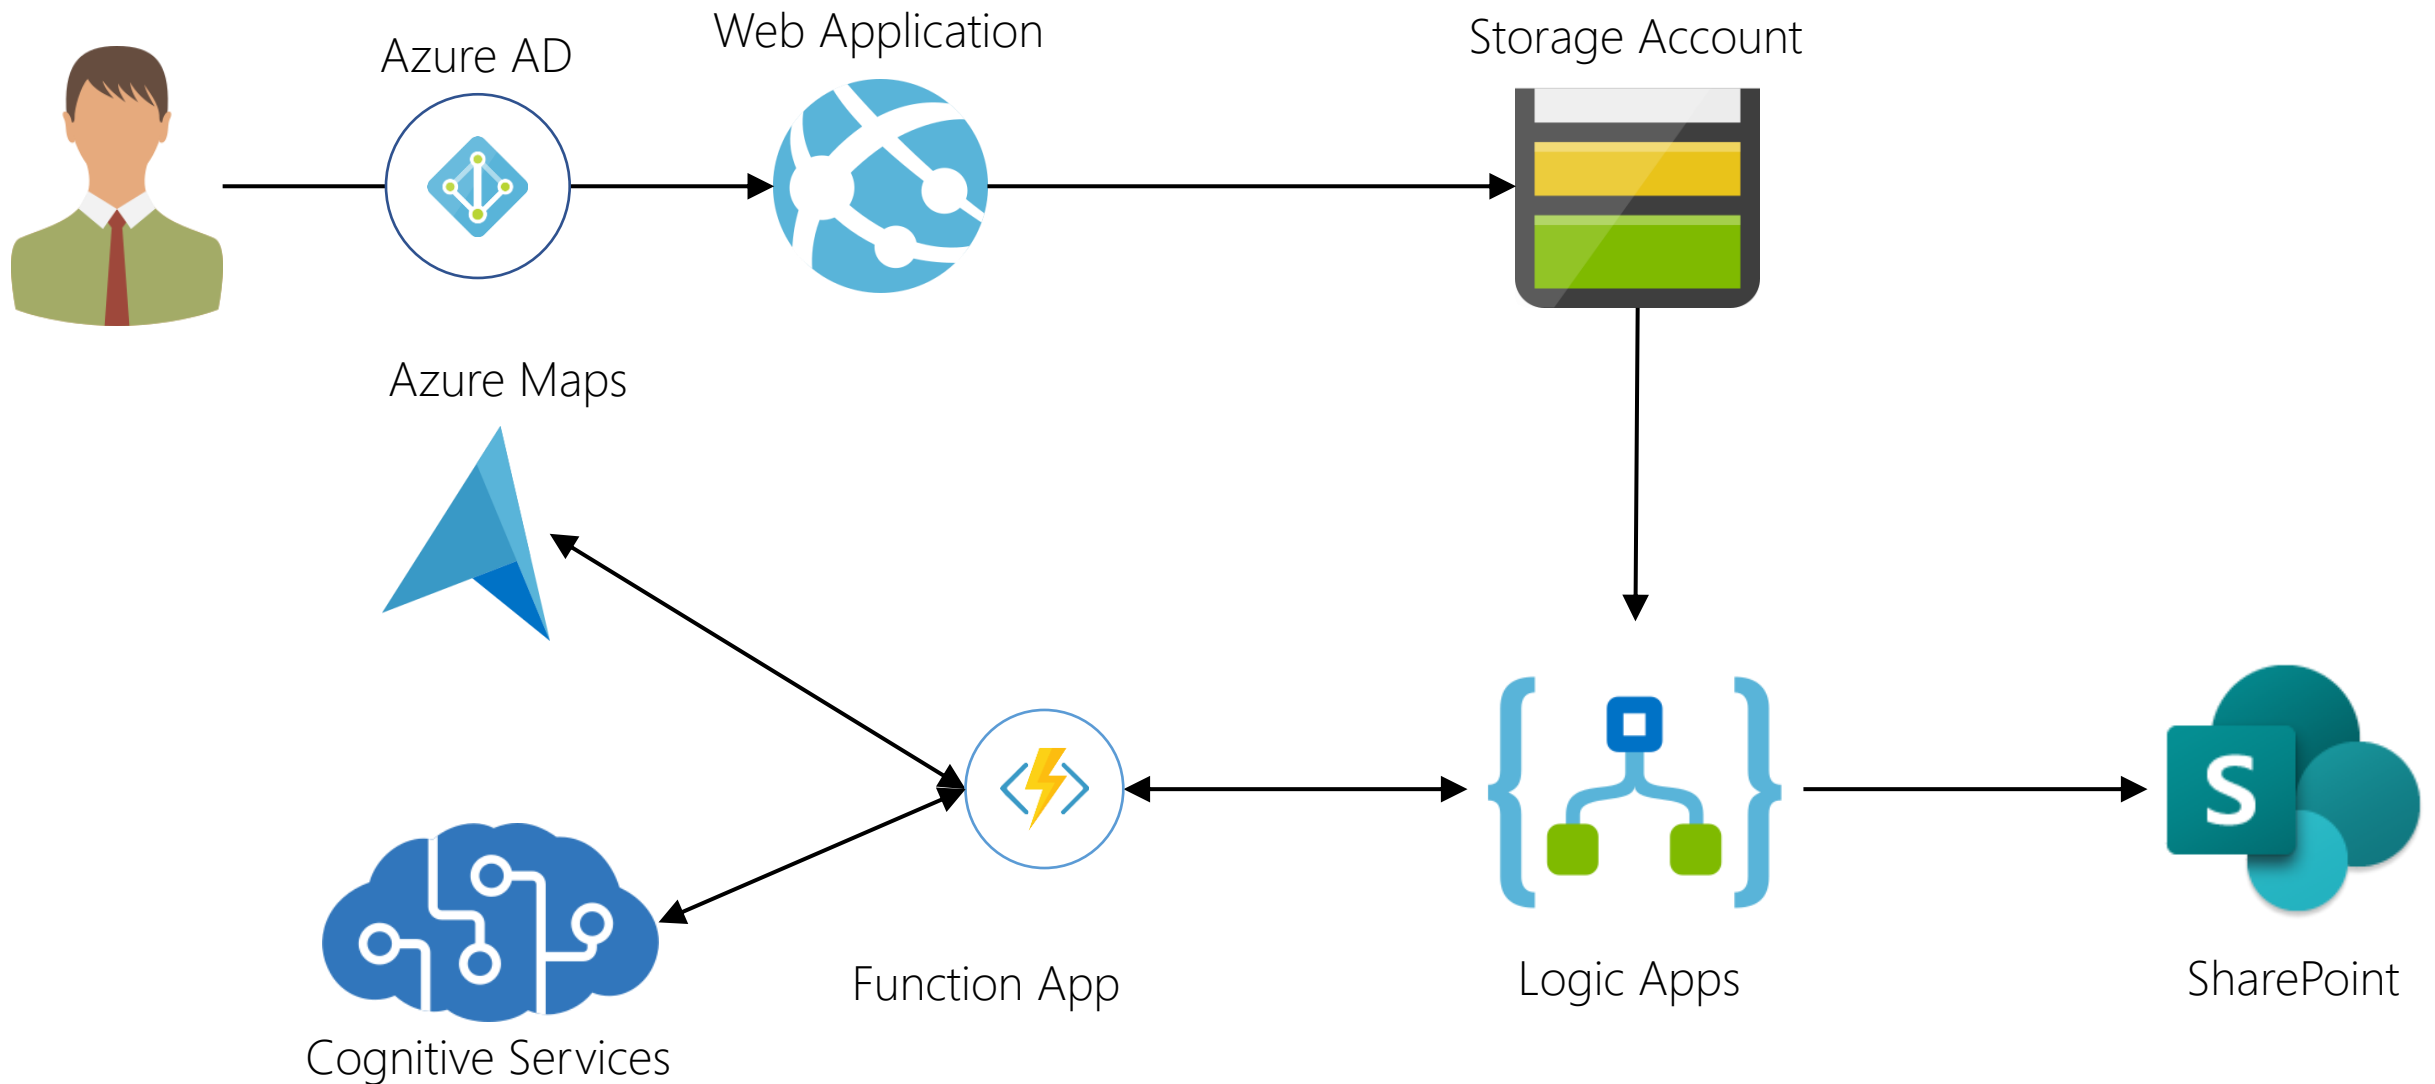 Azure AD
Web Application
Storage Account
Azure Maps
S
Function App
Logic Apps
SharePoint
Cognitive Services